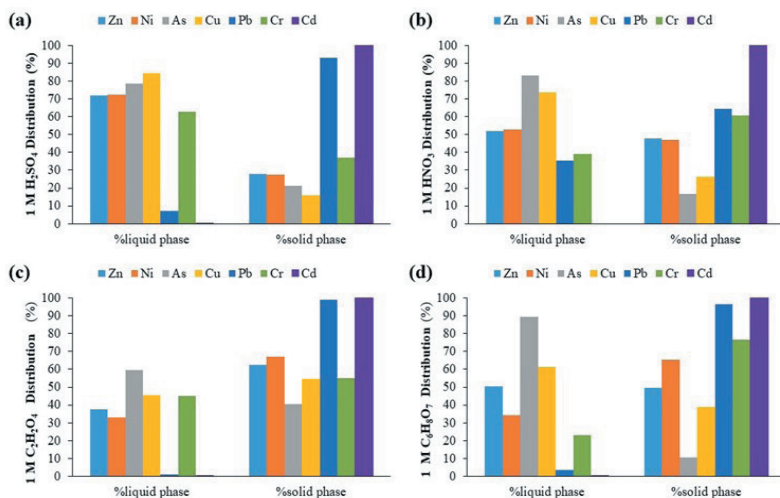 (a)
Zn Ni As Cu Pb Cr Cd
1 M H₂SO₄ Distribution (%)
100
90
80
70
60
50
40
30
20
10
0
%liquid phase %solid phase
(b)
Zn Ni As Cu Pb Cr Cd
1 M HNO₃ Distribution (%)
100
90
80
70
60
50
40
30
20
10
0
%liquid phase %solid phase
(c)
Zn Ni As Cu Pb Cr Cd
1 M C₂H₂O₄ Distribution (%)
100
90
80
70
60
50
40
30
20
10
0
%liquid phase %solid phase
(d)
Zn Ni As Cu Pb Cr Cd
1 M C₆H₈O₇ Distribution (%)
100
90
80
70
60
50
40
30
20
10
0
%liquid phase %solid phase